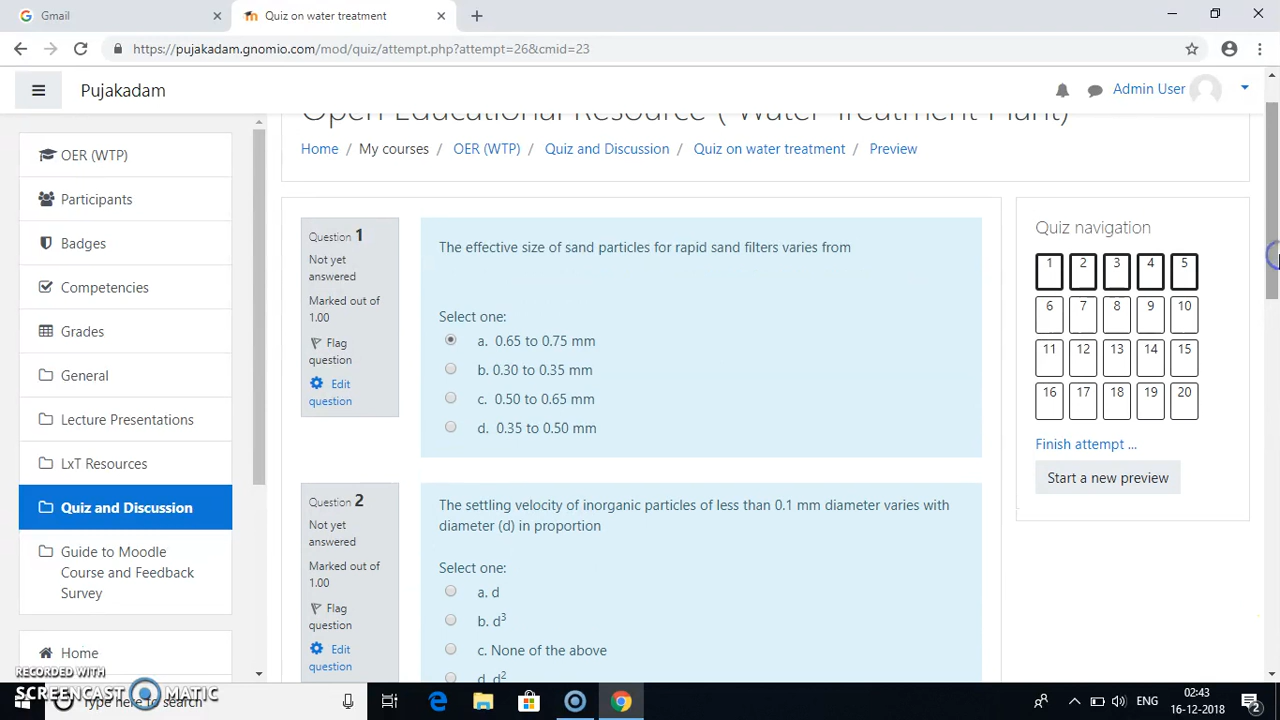 Gmail
Quiz on water treatment
https://pujakadam.gnomio.com/mod/quiz/attempt.php?attempt=26&cmid=23
Pujakadam
Admin User
Open Educational Resource ( Water Treatment Plant)
Home / My courses / OER (WTP) / Quiz and Discussion / Quiz on water treatment / Preview
OER (WTP)
Participants
Badges
Competencies
Grades
General
Lecture Presentations
LxT Resources
Quiz and Discussion
Guide to Moodle
Course and Feedback
Survey
Home
Question 1
Not yet
answered
Marked out of
1.00
Flag
question
Edit
question
The effective size of sand particles for rapid sand filters varies from
Select one:
a. 0.65 to 0.75 mm
b. 0.30 to 0.35 mm
c. 0.50 to 0.65 mm
d. 0.35 to 0.50 mm
Question 2
Not yet
answered
Marked out of
1.00
Flag
question
Edit
question
The settling velocity of inorganic particles of less than 0.1 mm diameter varies with
diameter (d) in proportion
Select one:
a. d
b. d³
c. None of the above
d. d²
Quiz navigation
1 2 3 4 5
6 7 8 9 10
11 12 13 14 15
16 17 18 19 20
Finish attempt ...
Start a new preview
RECORDED WITH
SCREENCAST MATIC
Type here to search
ENG
02:43
16-12-2018
2